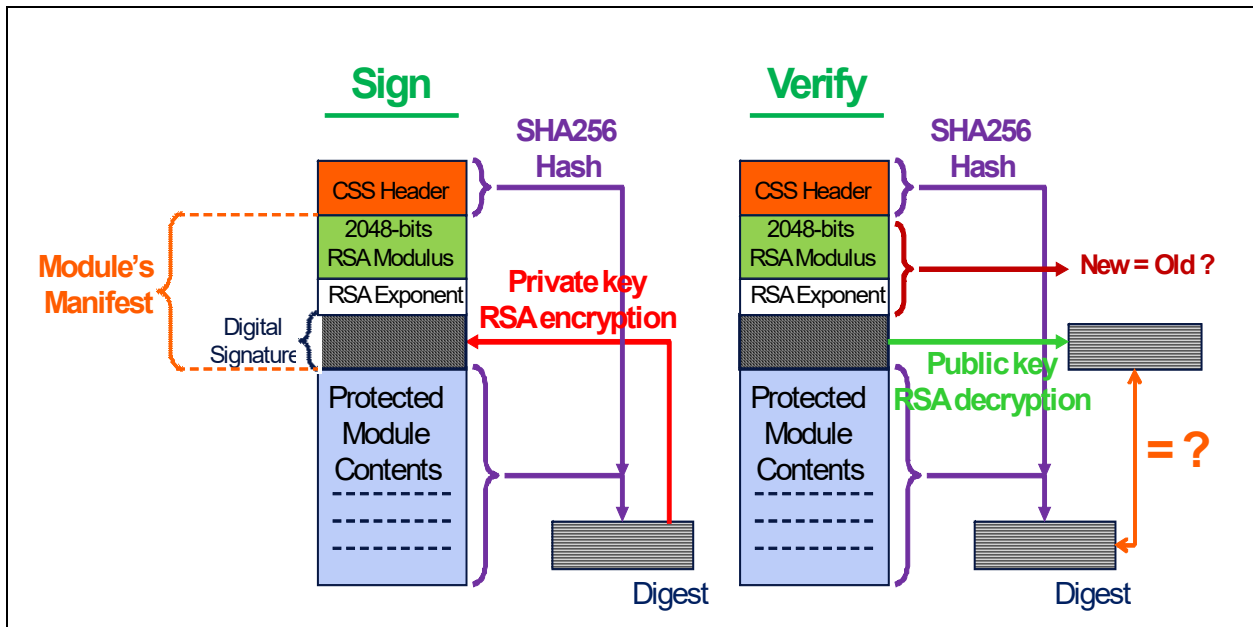 Sign
SHA256
Hash
CSS Header
2048-bits
RSA Modulus
RSA Exponent
Module's
Manifest
Digital
Signature
Private key
RSA encryption
Protected
Module
Contents
Digest
Verify
SHA256
Hash
CSS Header
2048-bits
RSA Modulus
RSA Exponent
New = Old ?
Public key
RSA decryption
Protected
Module
Contents
= ?
Digest